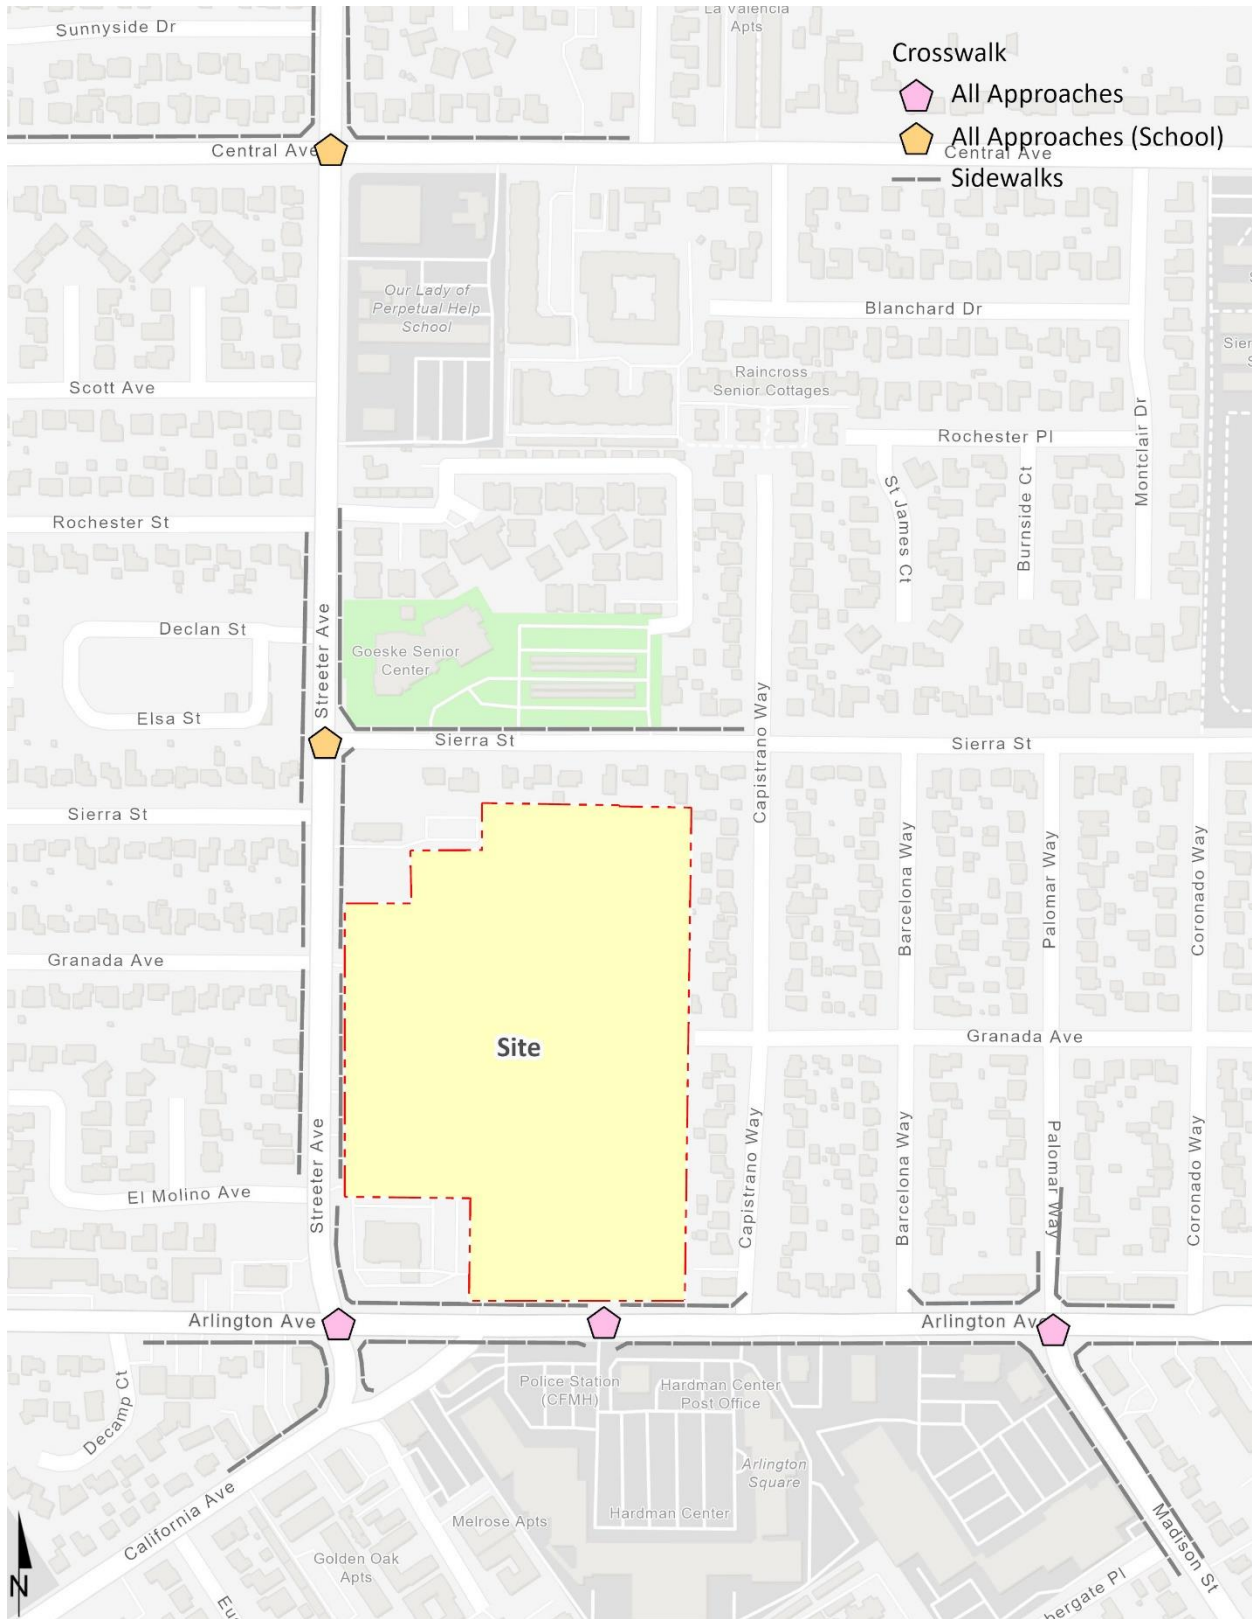 La Valencia
Apts
Sunnyside Dr
Crosswalk
All Approaches
All Approaches (School)
Sidewalks
Central Ave
Central Ave
Our Lady of
Perpetual Help
School
Blanchard Dr
Raincross
Senior Cottages
Scott Ave
Montclair Dr
Rochester Pl
St James Ct
Burnside Ct
Rochester St
Declan St
Streeter Ave
Goeske Senior
Center
Elsa St
Capistrano Way
Sierra St
Sierra St
Sierra St
Barcelona Way
Palomar Way
Coronado Way
Granada Ave
Site
Granada Ave
Streeter Ave
El Molino Ave
Capistrano Way
Barcelona Way
Palomar Way
Coronado Way
Arlington Ave
Arlington Ave
Decamp Ct
Police Station
(CFMH)
Hardman Center
Post Office
Arlington
Square
California Ave
Melrose Apts
Hardman Center
Madison St
Golden Oak
Apts
N